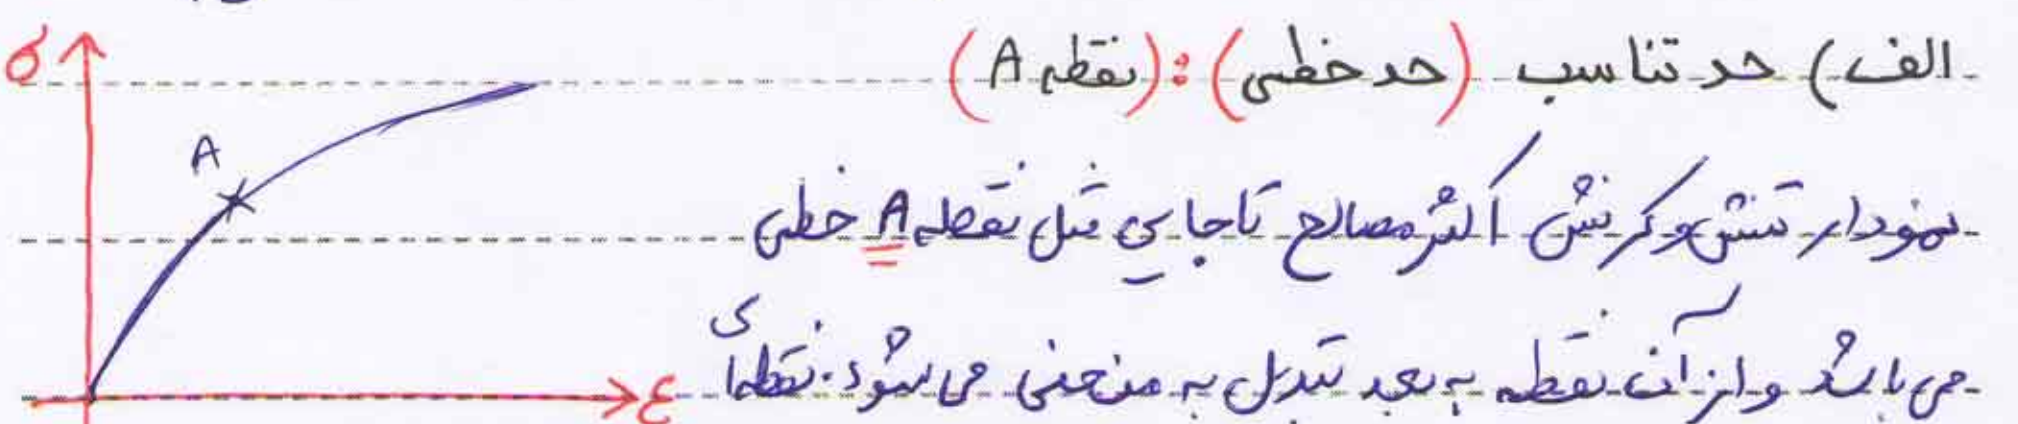 الف) حد تناسب (حد خطی) : (نقطه A)
نمودار تنش و کرنش اکثر مصالح تا جایی مثل نقطه A خطی
می باشد و از آن نقطه به بعد تبدیل به منحنی می شود. نقطه ای
σ
A
ε